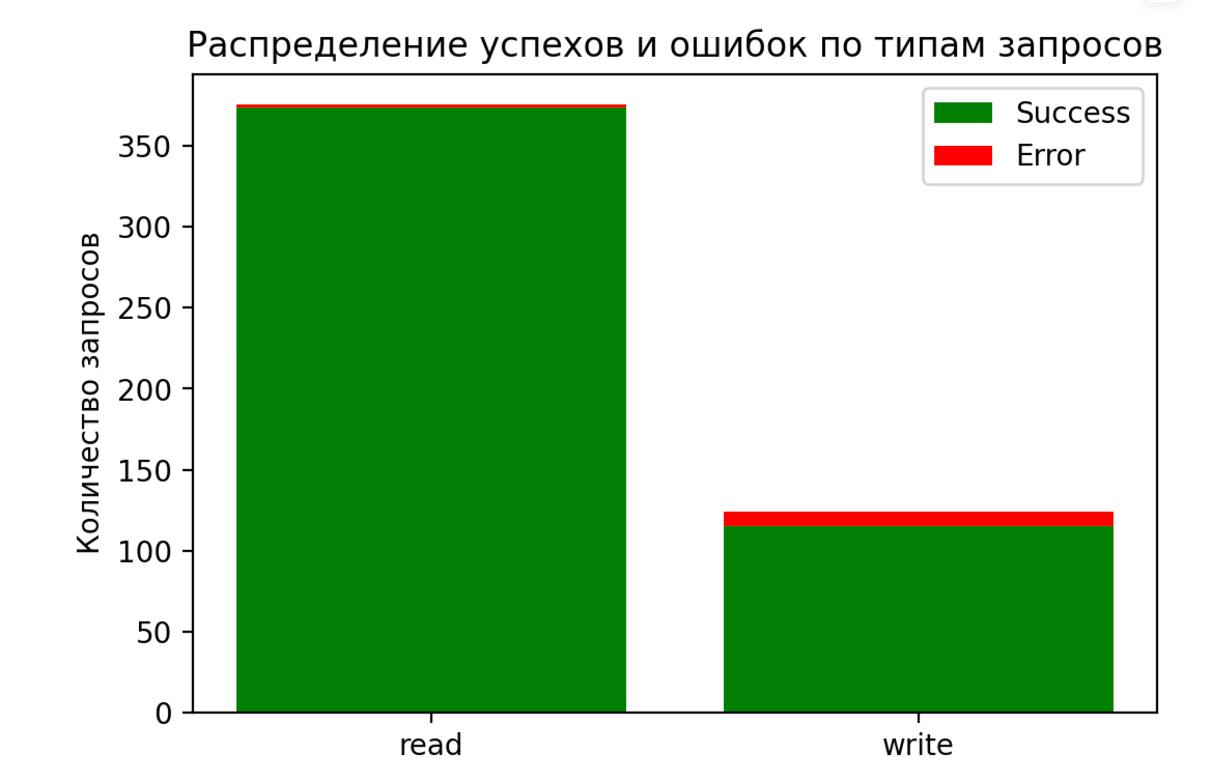 Распределение успехов и ошибок по типам запросов
Success
Error
Количество запросов
350
300
250
200
150
100
50
0
read
write